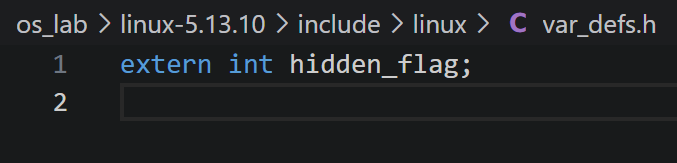 os_lab > linux-5.13.10 > include > linux > C var_defs.h
1 extern int hidden_flag;
2